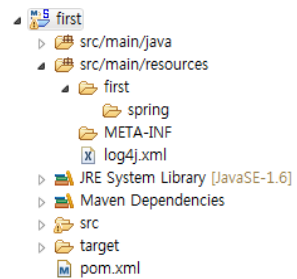 first
src/main/java
src/main/resources
first
spring
META-INF
log4j.xml
JRE System Library [JavaSE-1.6]
Maven Dependencies
src
target
pom.xml